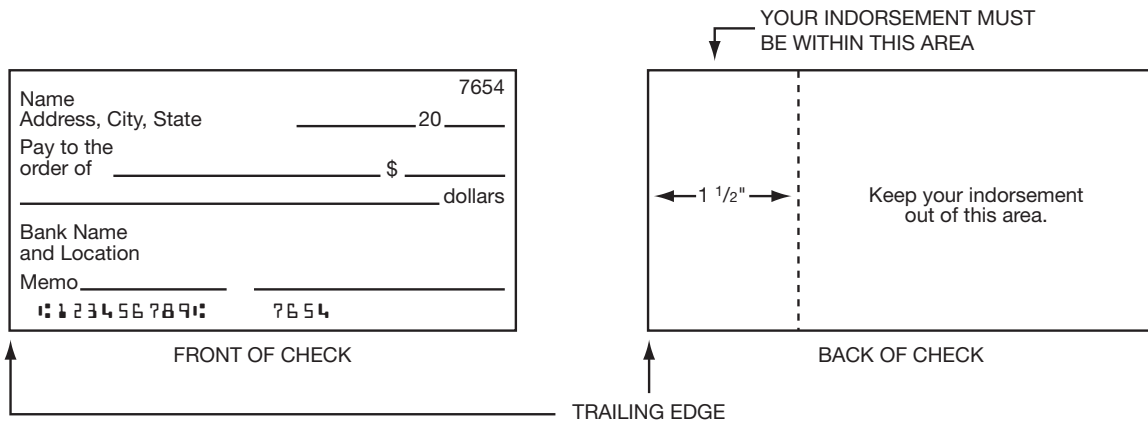 YOUR INDORSEMENT MUST
BE WITHIN THIS AREA
7654
Name
Address, City, State 20
Pay to the
order of $
dollars
Bank Name
and Location
Memo
⑆123456789⑆ 7654
FRONT OF CHECK
1 1/2"
Keep your indorsement
out of this area.
BACK OF CHECK
TRAILING EDGE